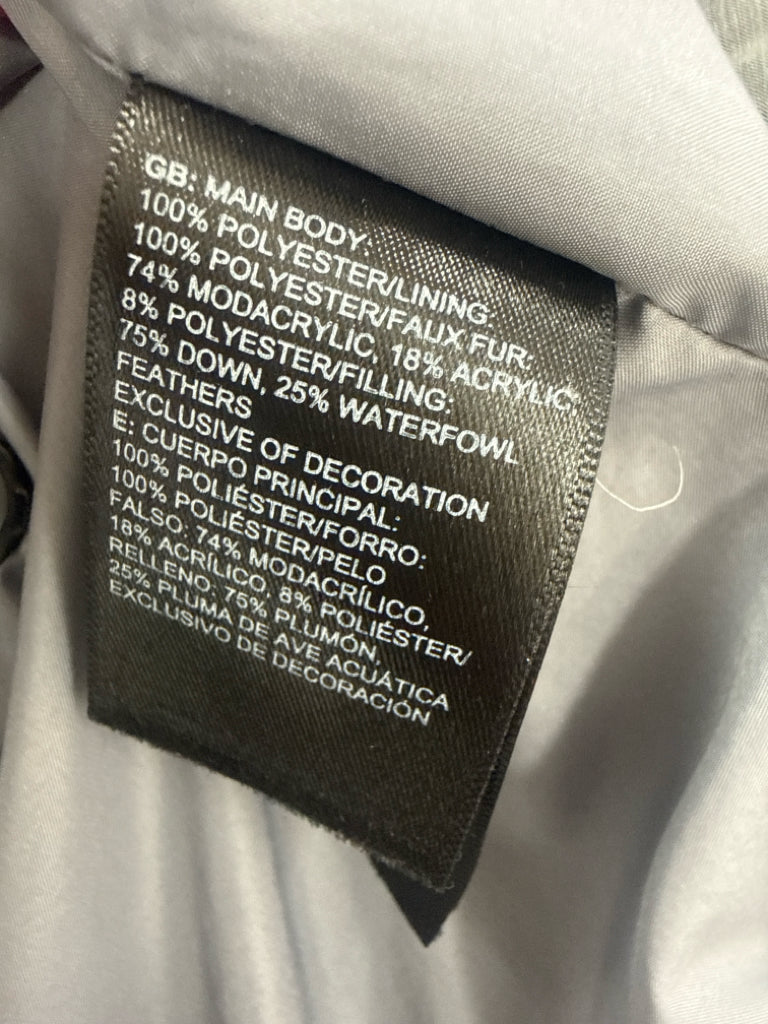 GB: MAIN BODY:
100% POLYESTER/LINING:
100% POLYESTER/FAUX FUR:
74% MODACRYLIC, 18% ACRYLIC,
8% POLYESTER/FILLING:
75% DOWN, 25% WATERFOWL
FEATHERS
EXCLUSIVE OF DECORATION
E: CUERPO PRINCIPAL:
100% POLIÉSTER/FORRO:
100% POLIÉSTER/PELO
FALSO: 74% MODACRÍLICO,
18% ACRÍLICO, 8% POLIÉSTER/
RELLENO: 75% PLUMÓN,
25% PLUMA DE AVE ACUÁTICA
EXCLUSIVO DE DECORACIÓN